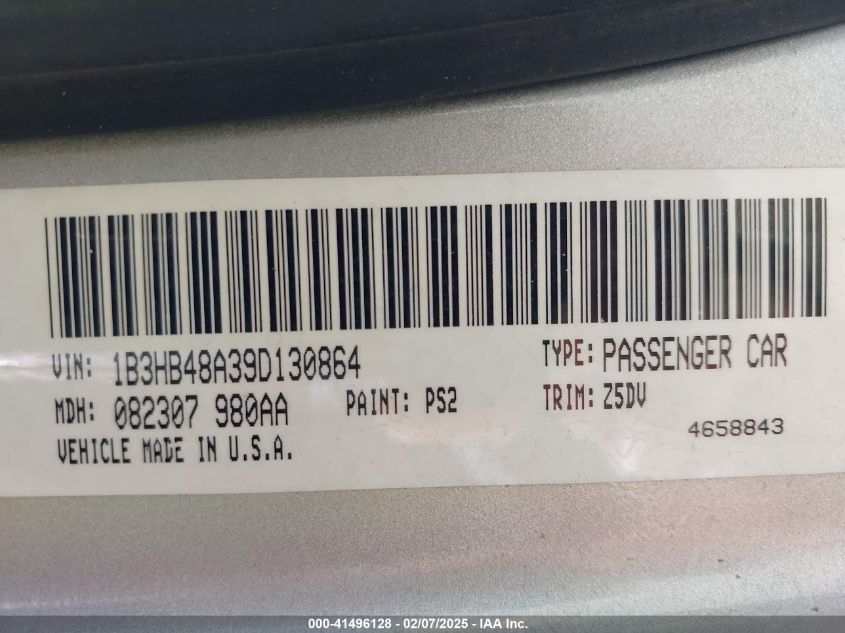 VIN: 1B3HB48A39D130864 TYPE: PASSENGER CAR
MDH: 082307 980AA PAINT: PS2 TRIM: Z5DV
VEHICLE MADE IN U.S.A. 4658843
000-41496128 - 02/07/2025 - IAA Inc.